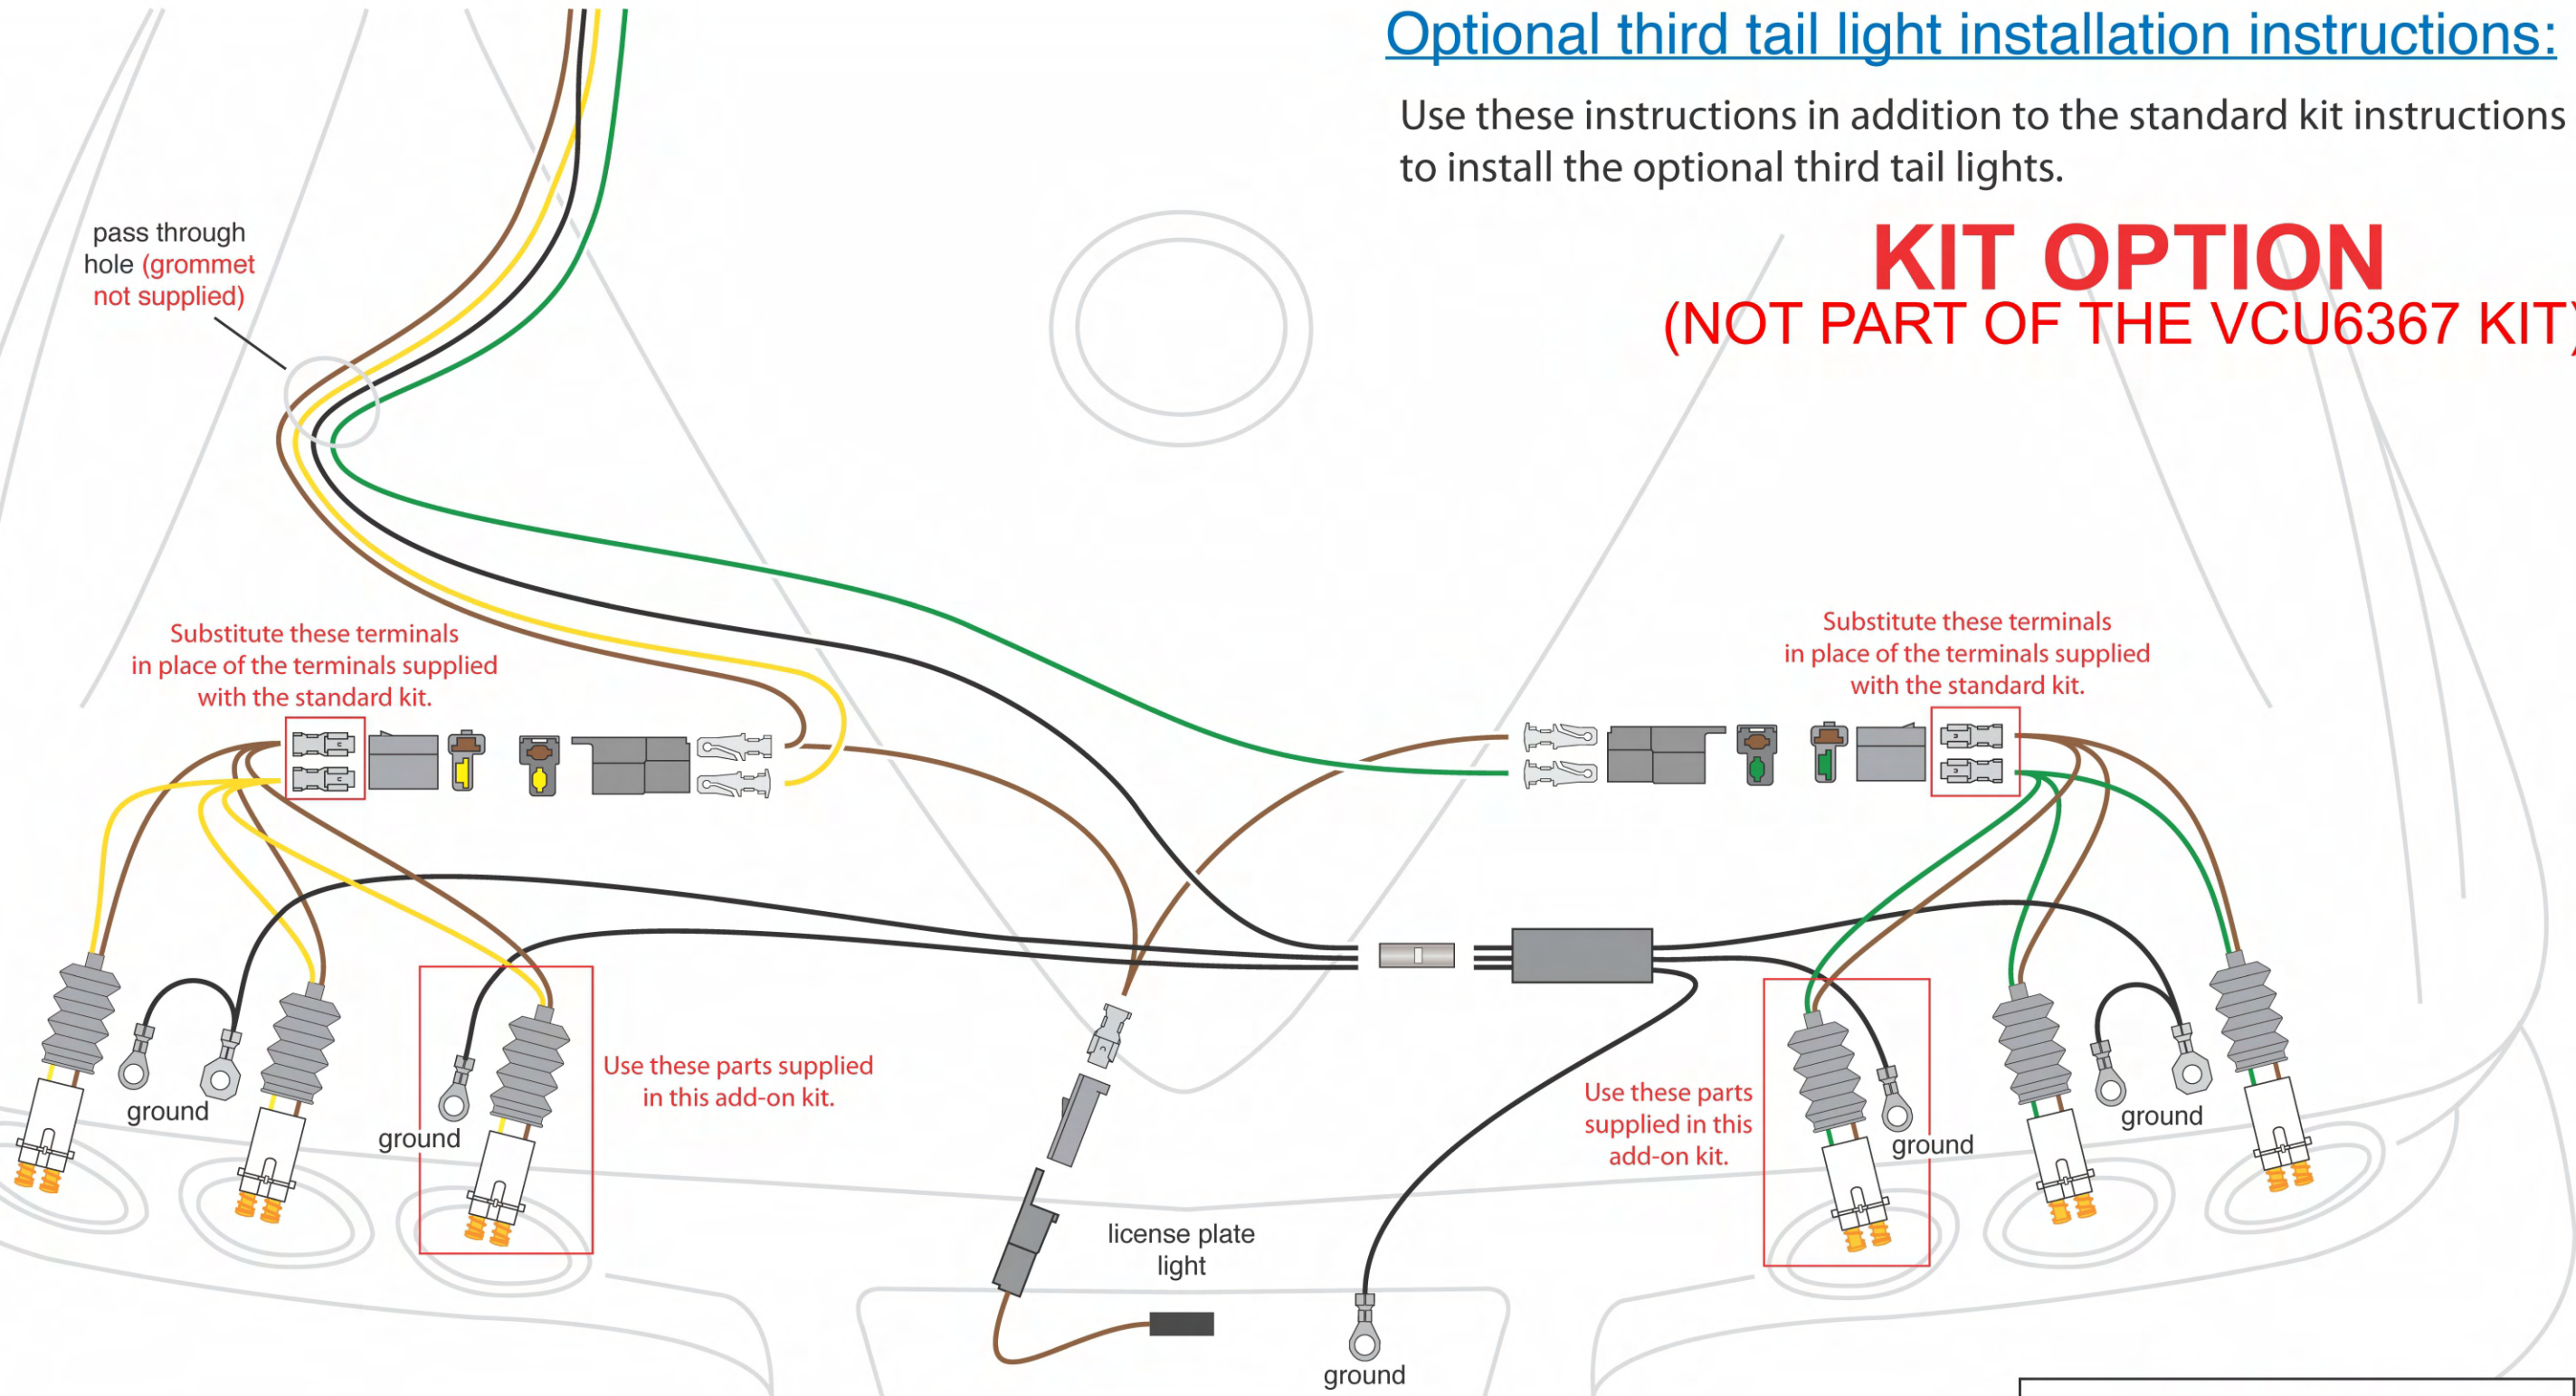 Optional third tail light installation instructions:
Use these instructions in addition to the standard kit instructions
to install the optional third tail lights.
KIT OPTION
(NOT PART OF THE VCU6367 KIT)
pass through
hole (grommet
not supplied)
Substitute these terminals
in place of the terminals supplied
with the standard kit.
Substitute these terminals
in place of the terminals supplied
with the standard kit.
ground
ground
Use these parts supplied
in this add-on kit.
Use these parts
supplied in this
add-on kit.
ground
ground
license plate
light
ground